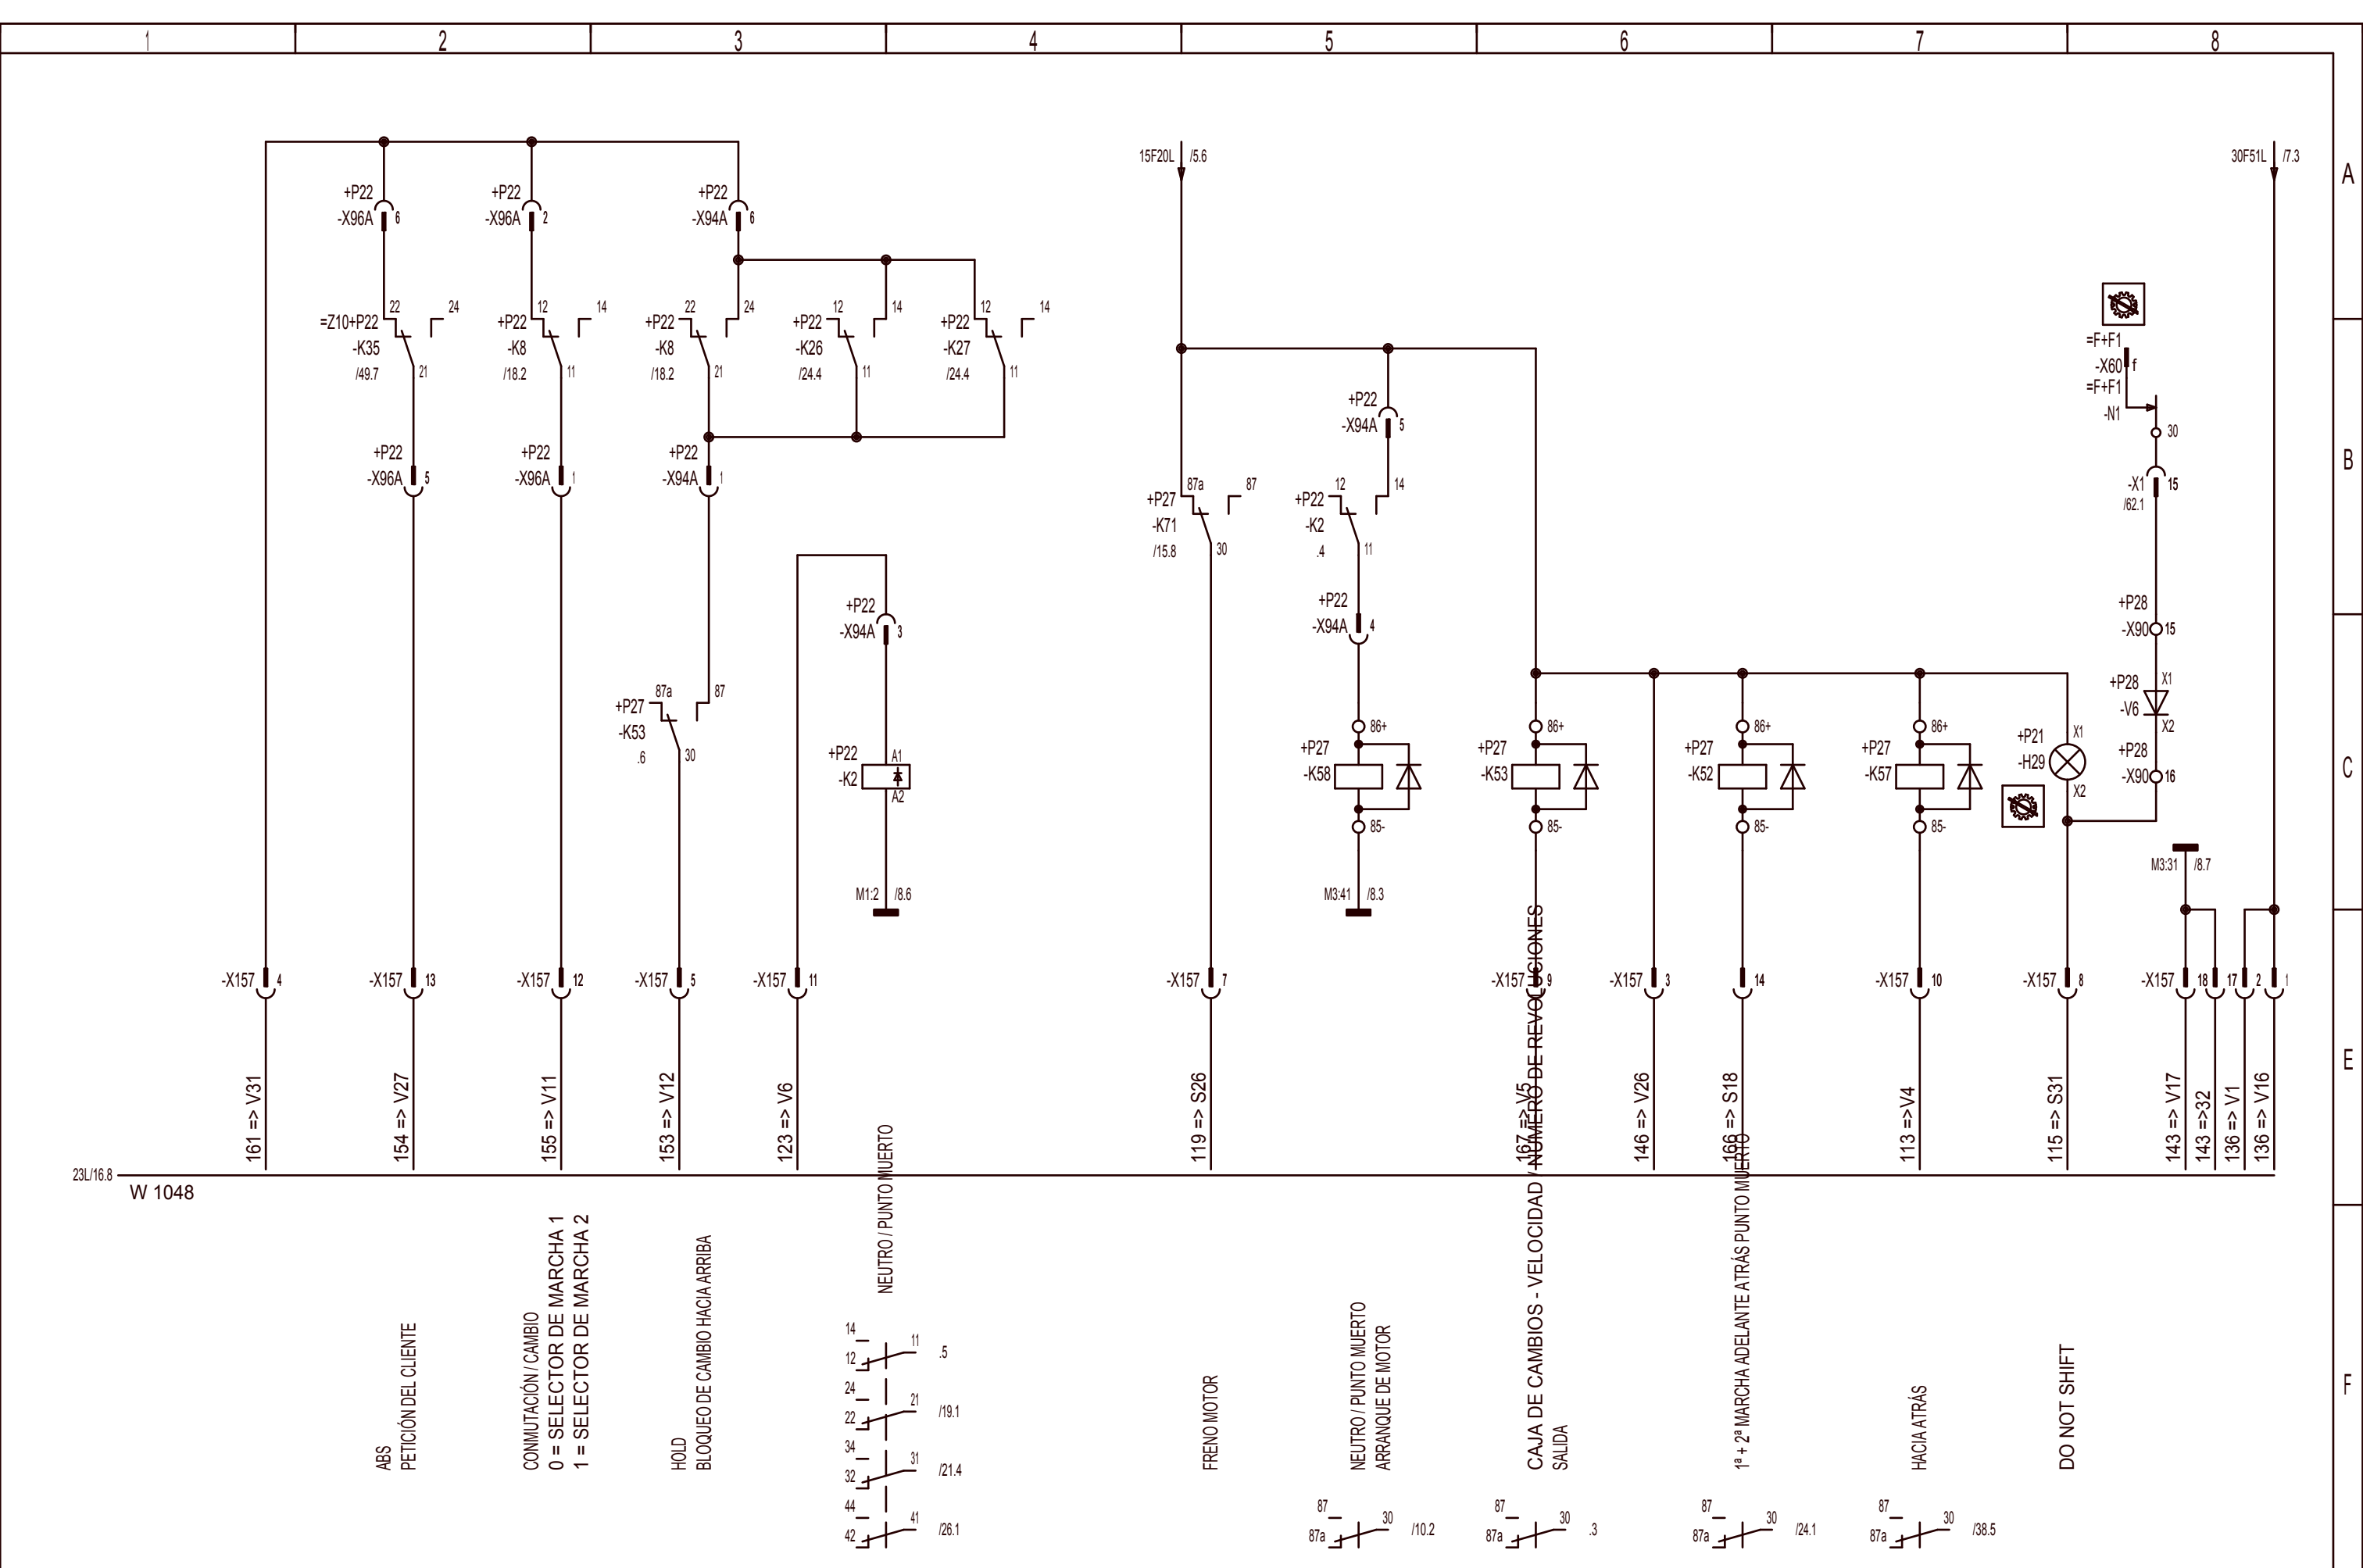 1 2 3 4 5 6 7 8
A
B
C
E
F
15F20L /5.6
30F51L /7.3
+P22
-X96A 6
+P22
-X96A 2
+P22
-X94A 6
22 24
=Z10+P22
-K35
/49.7 21
12 14
+P22
-K8
/18.2 11
22 24
+P22
-K8
/18.2 21
12 14
+P22
-K26
/24.4 11
12 14
+P22
-K27
/24.4 11
+P22
-X96A 5
+P22
-X96A 1
+P22
-X94A 1
87a 87
+P27
-K53
.6 30
+P22
-X94A 3
+P22 A1
-K2
A2
M1:2 /8.6
87a 87
+P27
-K71
/15.8 30
+P22
-X94A 5
12 14
+P22
-K2
.4 11
+P22
-X94A 4
86+
+P27
-K58
85-
M3:41 /8.3
86+
+P27
-K53
85-
86+
+P27
-K52
85-
86+
+P27
-K57
85-
+P21 X1
-H29
X2
=F+F1
-X60 f
=F+F1
-N1
30
-X1 15
/62.1
+P28
-X90 15
+P28 X1
-V6
X2
+P28
-X90 16
M3:31 /8.7
-X157 4
-X157 13
-X157 12
-X157 5
-X157 11
-X157 7
-X157 9
-X157 3
14
-X157 10
-X157 8
-X157 18 17 2 1
161 => V31
154 => V27
155 => V11
153 => V12
123 => V6
119 => S26
167 => V5
146 => V26
166 => S18
113 =>V4
115 => S31
143 => V17
143 =>32
136 => V1
136 => V16
23L/16.8
W 1048
ABS
PETICIÓN DEL CLIENTE
CONMUTACIÓN / CAMBIO
0 = SELECTOR DE MARCHA 1
1 = SELECTOR DE MARCHA 2
HOLD
BLOQUEO DE CAMBIO HACIA ARRIBA
NEUTRO / PUNTO MUERTO
FRENO MOTOR
NEUTRO / PUNTO MUERTO
ARRANQUE DE MOTOR
CAJA DE CAMBIOS - VELOCIDAD / NÚMERO DE REVOLUCIONES
SALIDA
1ª + 2ª MARCHA ADELANTE ATRÁS PUNTO MUERTO
HACIA ATRÁS
DO NOT SHIFT
14 11
12 .5
24 21
22 /19.1
34 31
32 /21.4
44 41
42 /26.1
87 30
87a /10.2
87 30
87a .3
87 30
87a /24.1
87 30
87a /38.5